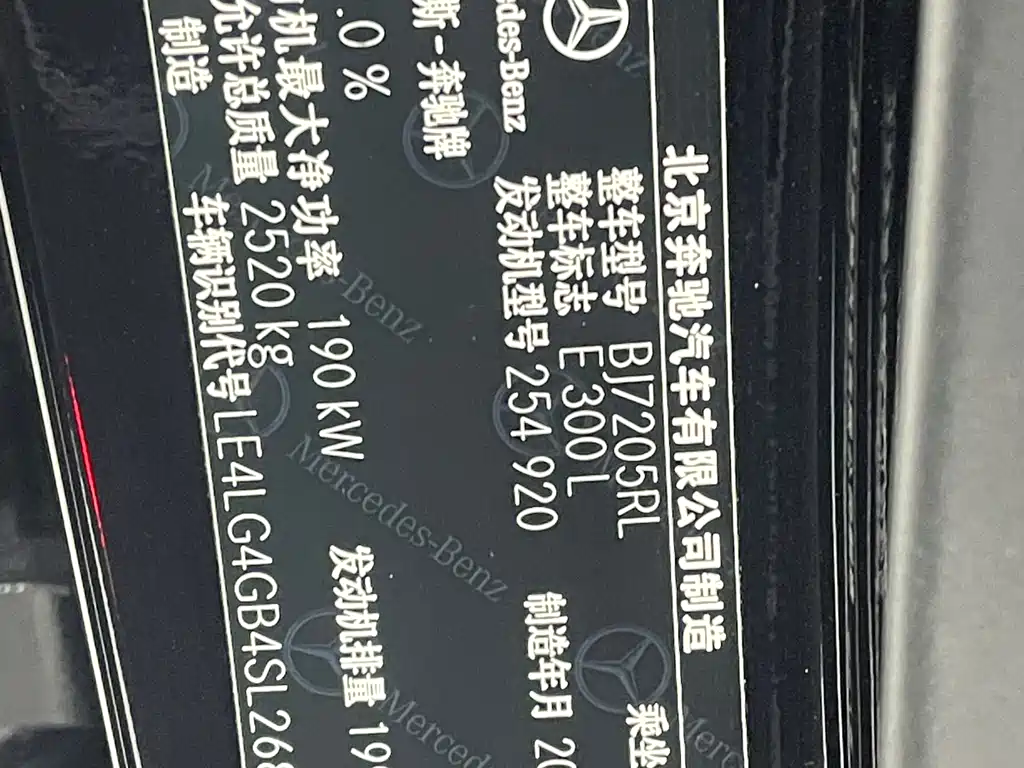 北京奔驰汽车有限公司制造
整车型号 BJ7205RL 乘坐
整车标志 E 300 L
发动机型号 254 920 制造年月 20
Mercedes-Benz
斯-奔驰牌
.0 %
机最大净功率 190 kW 发动机排量 19
允许总质量 2520 kg
制造 车辆识别代号 LE4LG4GB4SL268
Mercedes-Benz